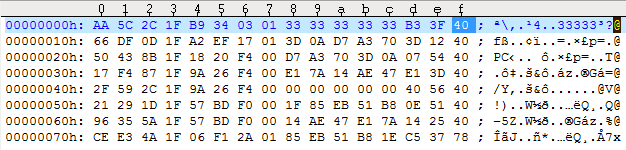 0 1 2 3 4 5 6 7 8 9 a b c d e f
00000000h: AA 5C 2C 1F B9 34 03 01 33 33 33 33 33 B3 3F 40 ; ª\,.¹4..33333³?@
00000010h: 66 DF 0D 1F A2 EF 17 01 3D 0A D7 A3 70 3D 12 40 ; fß..¢ï..=.×£p=.@
00000020h: 50 43 8B 1F 18 20 F4 00 D7 A3 70 3D 0A 07 54 40 ; PC‹.. ô.×£p=..T@
00000030h: 17 F4 87 1F 9A 26 F4 00 E1 7A 14 AE 47 E1 3D 40 ; .ô‡.š&ô.áz.®Gá=@
00000040h: 2F 59 2C 1F 9A 26 F4 00 00 00 00 00 00 40 56 40 ; /Y,.š&ô......@V@
00000050h: 21 29 1D 1F 57 BD F0 00 1F 85 EB 51 B8 0E 51 40 ; !)..W½ð..…ëQ¸.Q@
00000060h: 96 35 5A 1F 57 BD F0 00 14 AE 47 E1 7A 14 25 40 ; –5Z.W½ð..®Gáz.%@
00000070h: CE E3 4A 1F 06 F1 2A 01 85 EB 51 B8 1E C5 37 78 ; ÎãJ..ñ*.…ëQ¸.Å7x